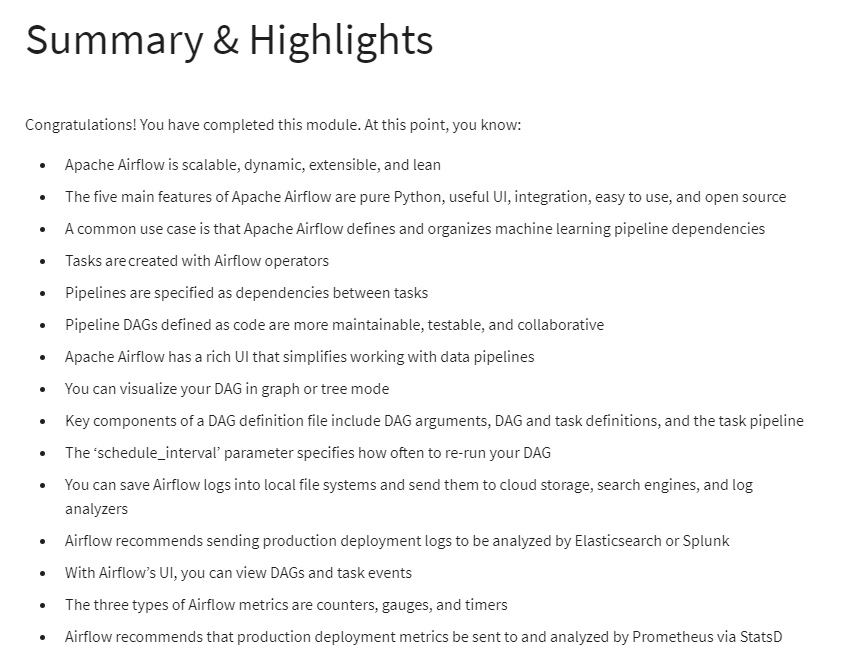 Summary & Highlights
Congratulations! You have completed this module. At this point, you know:
• Apache Airflow is scalable, dynamic, extensible, and lean
• The five main features of Apache Airflow are pure Python, useful UI, integration, easy to use, and open source
• A common use case is that Apache Airflow defines and organizes machine learning pipeline dependencies
• Tasks are created with Airflow operators
• Pipelines are specified as dependencies between tasks
• Pipeline DAGs defined as code are more maintainable, testable, and collaborative
• Apache Airflow has a rich UI that simplifies working with data pipelines
• You can visualize your DAG in graph or tree mode
• Key components of a DAG definition file include DAG arguments, DAG and task definitions, and the task pipeline
• The ‘schedule_interval’ parameter specifies how often to re-run your DAG
• You can save Airflow logs into local file systems and send them to cloud storage, search engines, and log
analyzers
• Airflow recommends sending production deployment logs to be analyzed by Elasticsearch or Splunk
• With Airflow’s UI, you can view DAGs and task events
• The three types of Airflow metrics are counters, gauges, and timers
• Airflow recommends that production deployment metrics be sent to and analyzed by Prometheus via StatsD